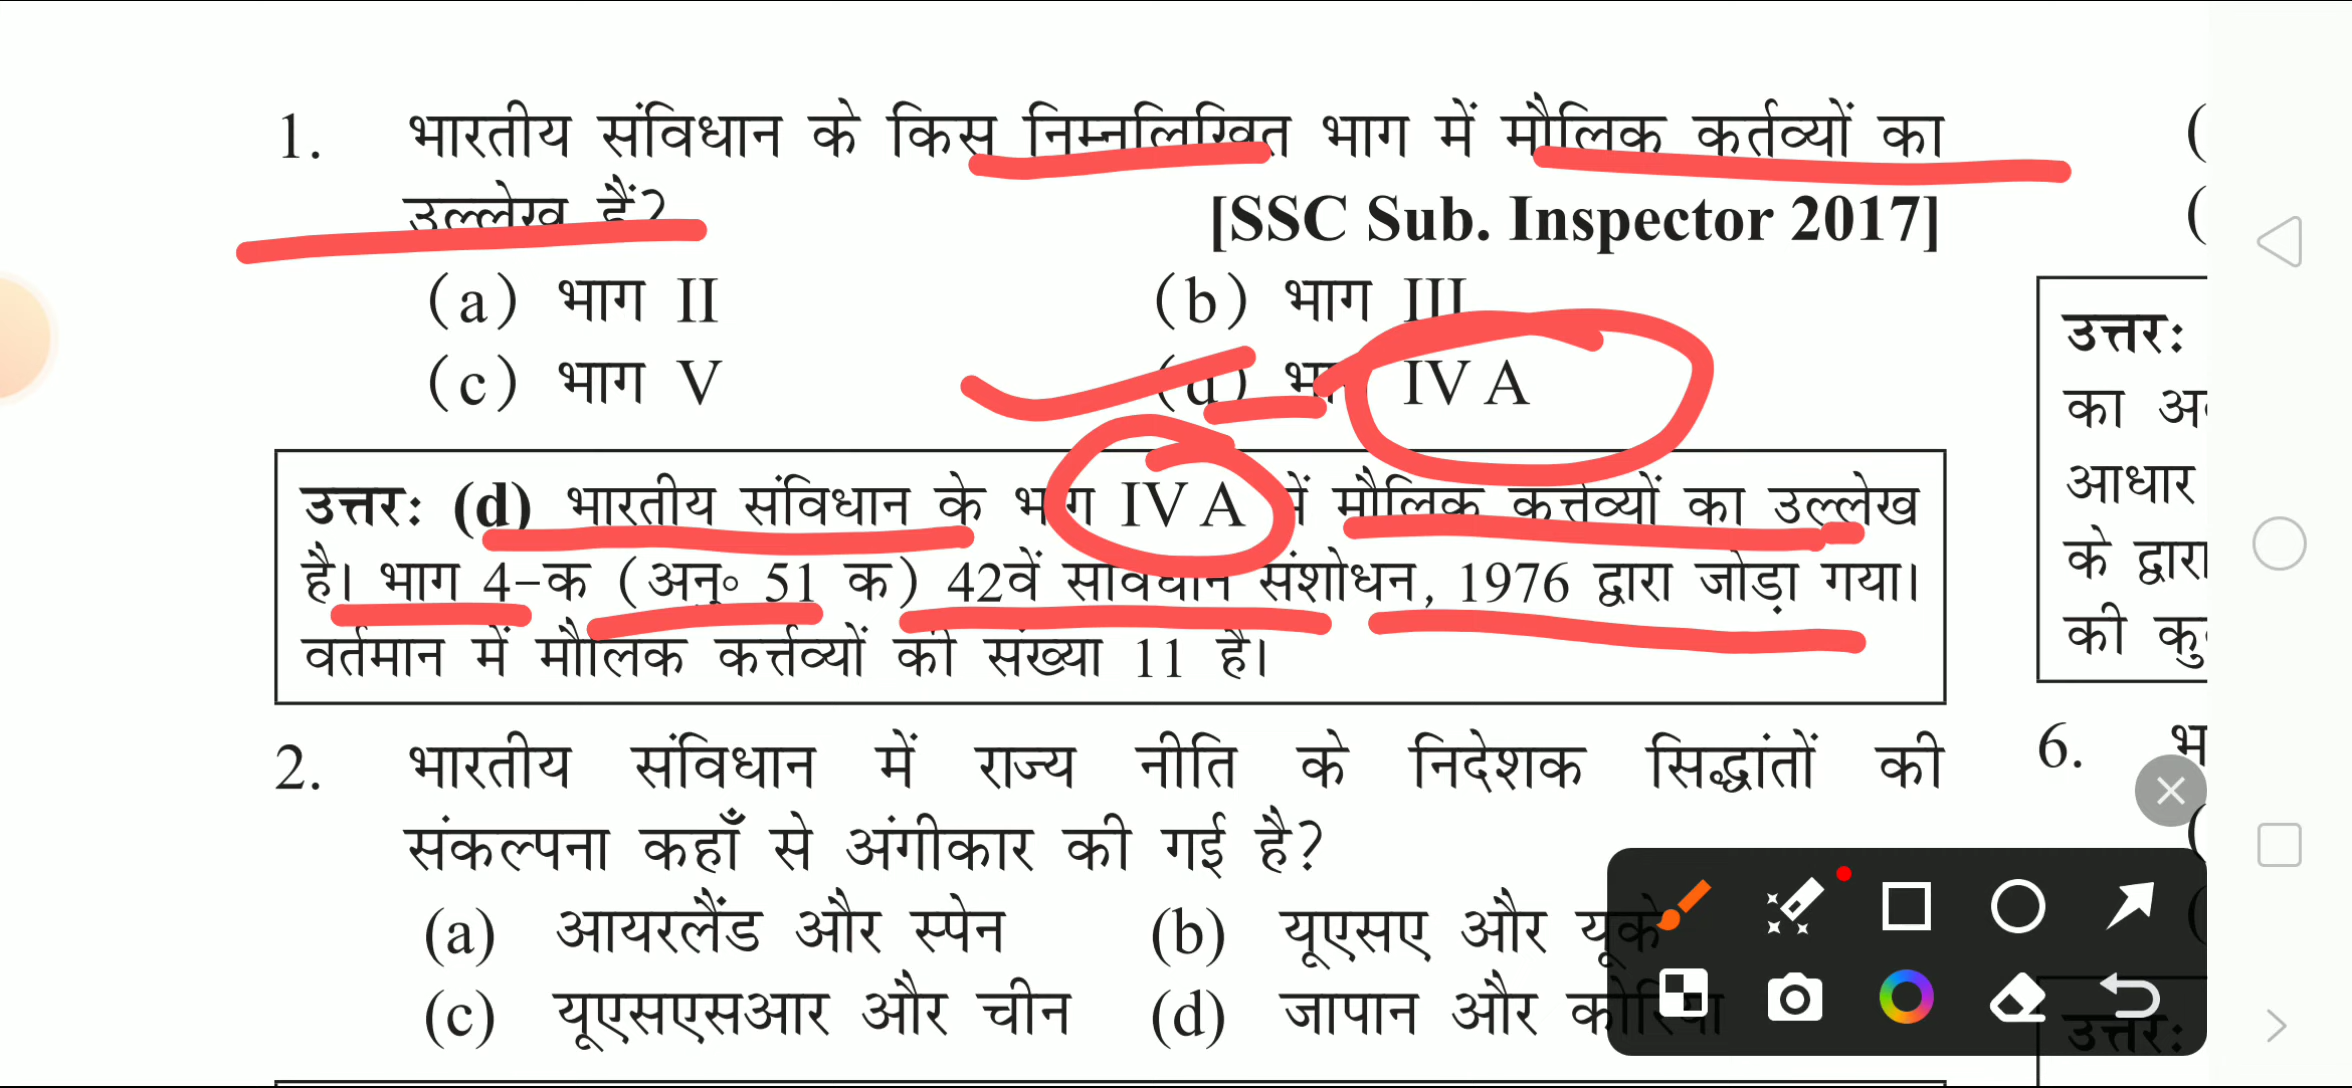 1. भारतीय संविधान के किस निम्नलिखित भाग में मौलिक कर्तव्यों का
उल्लेख हैं?
[SSC Sub. Inspector 2017]
(a) भाग II
(b) भाग III
(c) भाग V
(d) भाग IV A
उत्तरः (d) भारतीय संविधान के भाग IV A में मौलिक कर्त्तव्यों का उल्लेख
है। भाग 4-क (अनु॰ 51 क) 42वें संविधान संशोधन, 1976 द्वारा जोड़ा गया।
वर्तमान में मौलिक कर्त्तव्यों की संख्या 11 है।
2. भारतीय संविधान में राज्य नीति के निदेशक सिद्धांतों की
संकल्पना कहाँ से अंगीकार की गई है?
(a) आयरलैंड और स्पेन
(b) यूएसए और यूके
(c) यूएसएसआर और चीन
(d) जापान और कोरिया
(
(
उत्तरः
का
आधार
के द्वारा
की
6.
(
(
उत्तरः